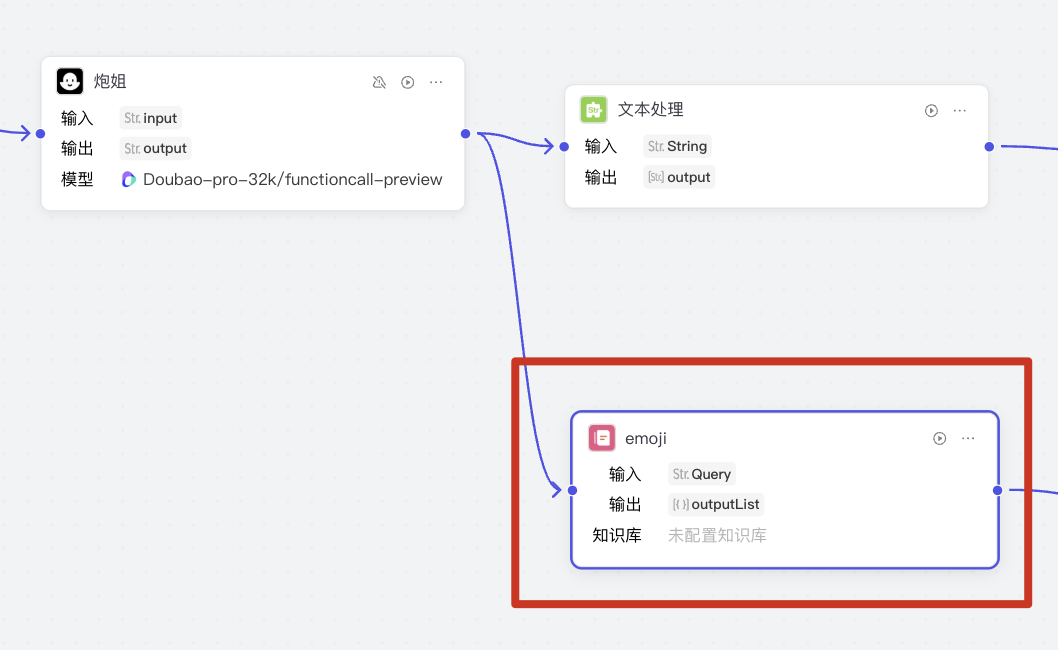 炮姐
输入 Str. input
输出 Str. output
模型 Doubao-pro-32k/functioncall-preview
Str
文本处理
输入 Str. String
输出 [Str] output
emoji
输入 Str. Query
输出 [{}] outputList
知识库 未配置知识库